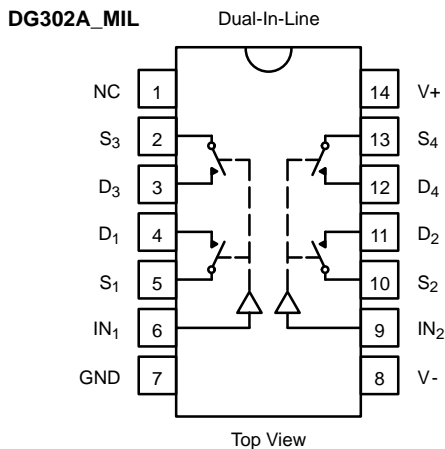 DG302A_MIL
Dual-In-Line
NC 1 14 V+
S3 2 13 S4
D3 3 12 D4
D1 4 11 D2
S1 5 10 S2
IN1 6 9 IN2
GND 7 8 V-
Top View